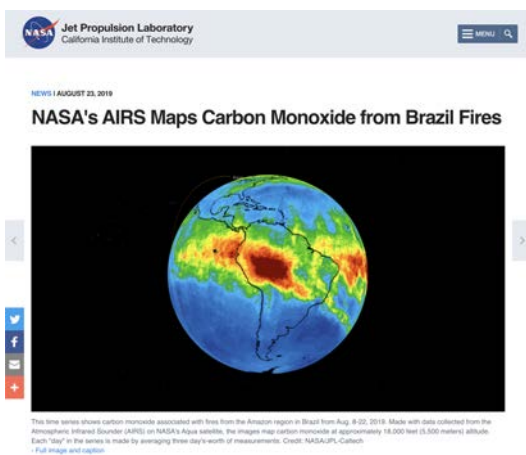 NASA
Jet Propulsion Laboratory
California Institute of Technology
MENU
NEWS | AUGUST 23, 2019
NASA's AIRS Maps Carbon Monoxide from Brazil Fires
This time series shows carbon monoxide associated with fires from the Amazon region in Brazil from Aug. 8-22, 2019. Made with data collected from the
Atmospheric Infrared Sounder (AIRS) on NASA's Aqua satellite, the images map carbon monoxide at approximately 18,000 feet (5,500 meters) altitude.
Each "day" in the series is made by averaging three day's-worth of measurements. Credit: NASA/JPL-Caltech
› Full image and caption